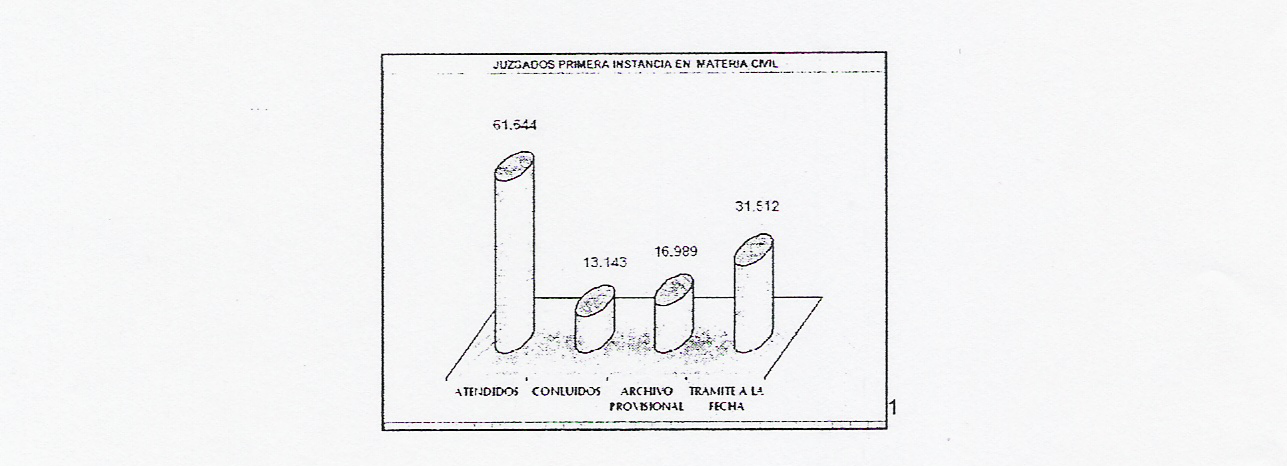 JUZGADOS PRIMERA INSTANCIA EN MATERIA CIVIL
61.644
31.512
16.989
13.143
ATENDIDOS CONLUIDOS ARCHIVO TRAMITE A LA
PROVISIONAL FECHA
1